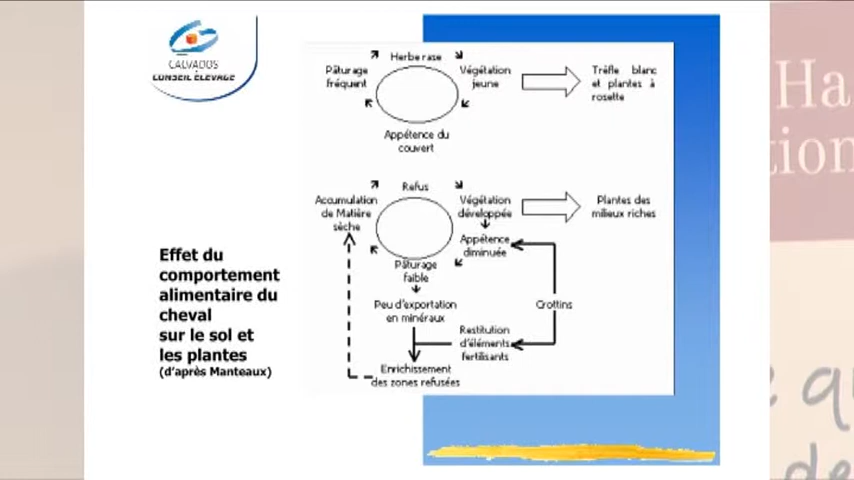 CALVADOS
CONSEIL ÉLEVAGE
Effet du
comportement
alimentaire du
cheval
sur le sol et
les plantes
(d'après Manteaux)
Herbe rase
Pâturage
fréquent
Végétation
jeune
Appétence du
couvert
Trèfle blanc
et plantes à
rosette
Refus
Accumulation
de Matière
sèche
Végétation
développée
Appétence
diminuée
Plantes des
milieux riches
Pâturage
faible
Peu d'exportation
en minéraux
Crottins
Restitution
d'éléments
fertilisants
Enrichissement
des zones refusées
Ha
tion
de